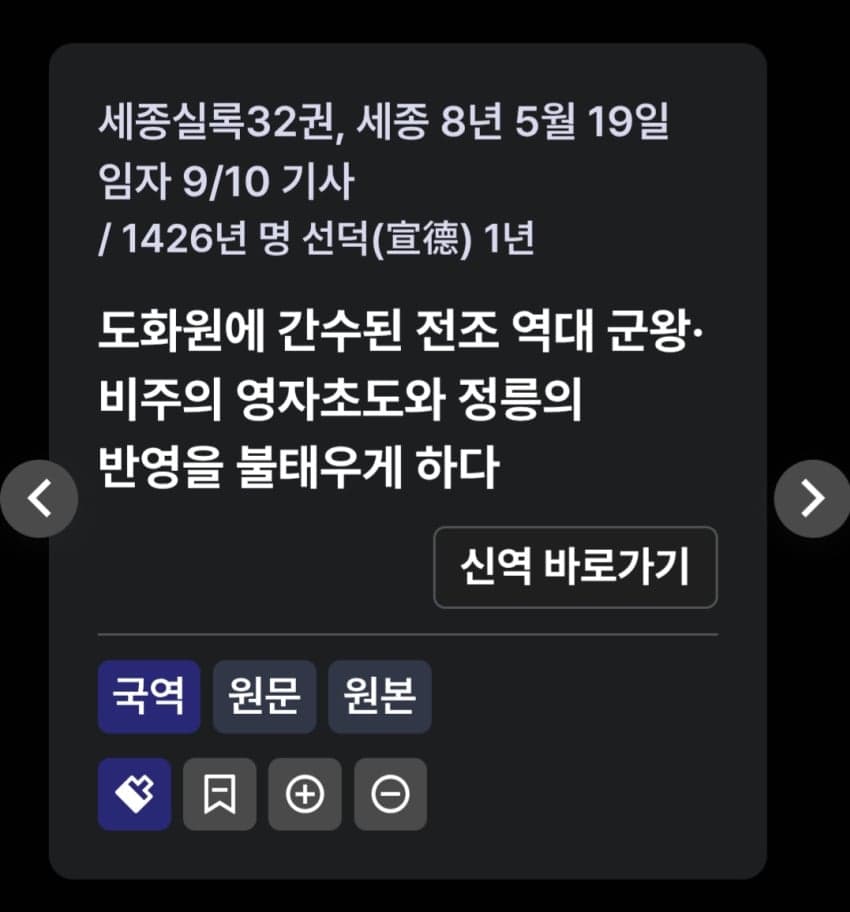 세종실록32권, 세종 8년 5월 19일
임자 9/10 기사
/ 1426년 명 선덕(宣德) 1년
도화원에 간수된 전조 역대 군왕·
비주의 영자초도와 정릉의
반영을 불태우게 하다
신역 바로가기
국역 원문 원본